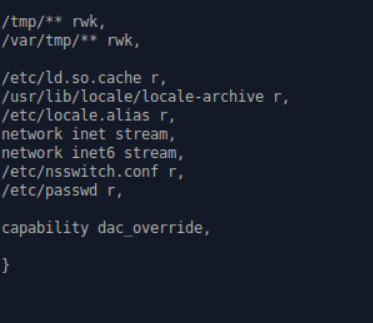 /tmp/** rwk,
/var/tmp/** rwk,
/etc/ld.so.cache r,
/usr/lib/locale/locale-archive r,
/etc/locale.alias r,
network inet stream,
network inet6 stream,
/etc/nsswitch.conf r,
/etc/passwd r,
capability dac_override,
}